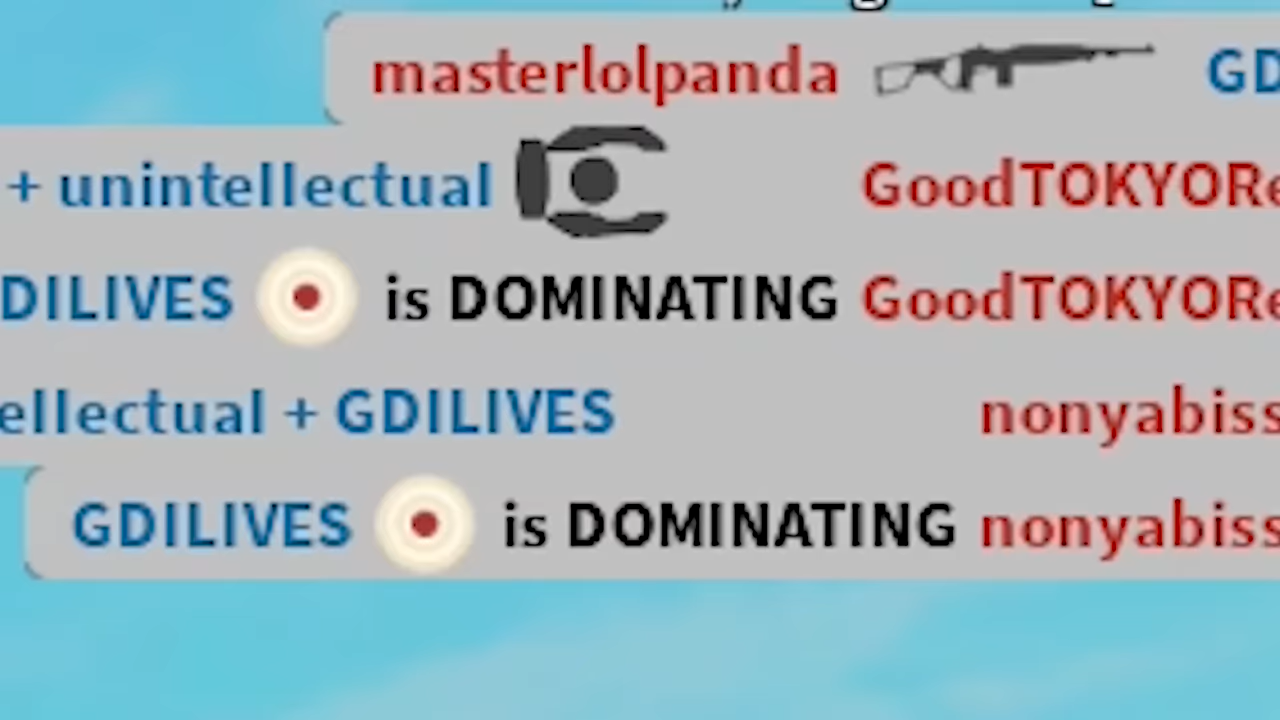 masterlolpanda GD
+ unintellectual GoodTOKYORe
DILIVES is DOMINATING GoodTOKYORe
ellectual + GDILIVES nonyabiss
GDILIVES is DOMINATING nonyabiss